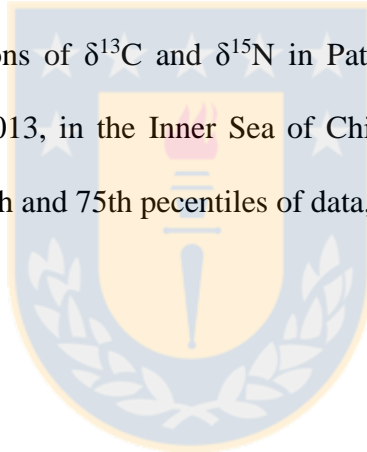 ons of δ¹³C and δ¹⁵N in Pat
013, in the Inner Sea of Chi
h and 75th pecentiles of data,